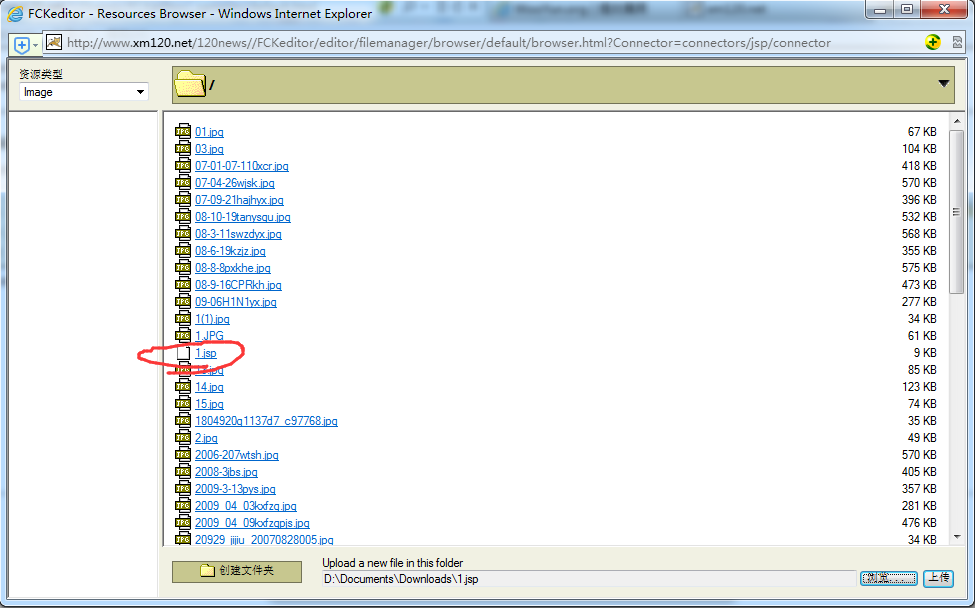 FCKeditor - Resources Browser - Windows Internet Explorer
http://www.xm120.net/120news//FCKeditor/editor/filemanager/browser/default/browser.html?Connector=connectors/jsp/connector
资源类型
Image
/
01.jpg 67 KB
03.jpg 104 KB
07-01-07-110xcr.jpg 418 KB
07-04-26wjsk.jpg 570 KB
07-09-21hajhyx.jpg 396 KB
08-10-19tanysqu.jpg 532 KB
08-3-11swzdyx.jpg 568 KB
08-6-19kzjz.jpg 355 KB
08-8-8pxkhe.jpg 575 KB
08-9-16CPRkh.jpg 473 KB
09-06H1N1yx.jpg 277 KB
1(1).jpg 34 KB
1.JPG 61 KB
1.jsp 9 KB
85 KB
14.jpg 123 KB
15.jpg 74 KB
1804920g1137d7_c97768.jpg 35 KB
2.jpg 49 KB
2006-207wtsh.jpg 570 KB
2008-3jbs.jpg 405 KB
2009-3-13pys.jpg 357 KB
2009_04_03kxfzq.jpg 281 KB
2009_04_09kxfzqpjs.jpg 476 KB
20929_jijiu_20070828005.jpg 34 KB
创建文件夹
Upload a new file in this folder
D:\Documents\Downloads\1.jsp
浏览...
上传